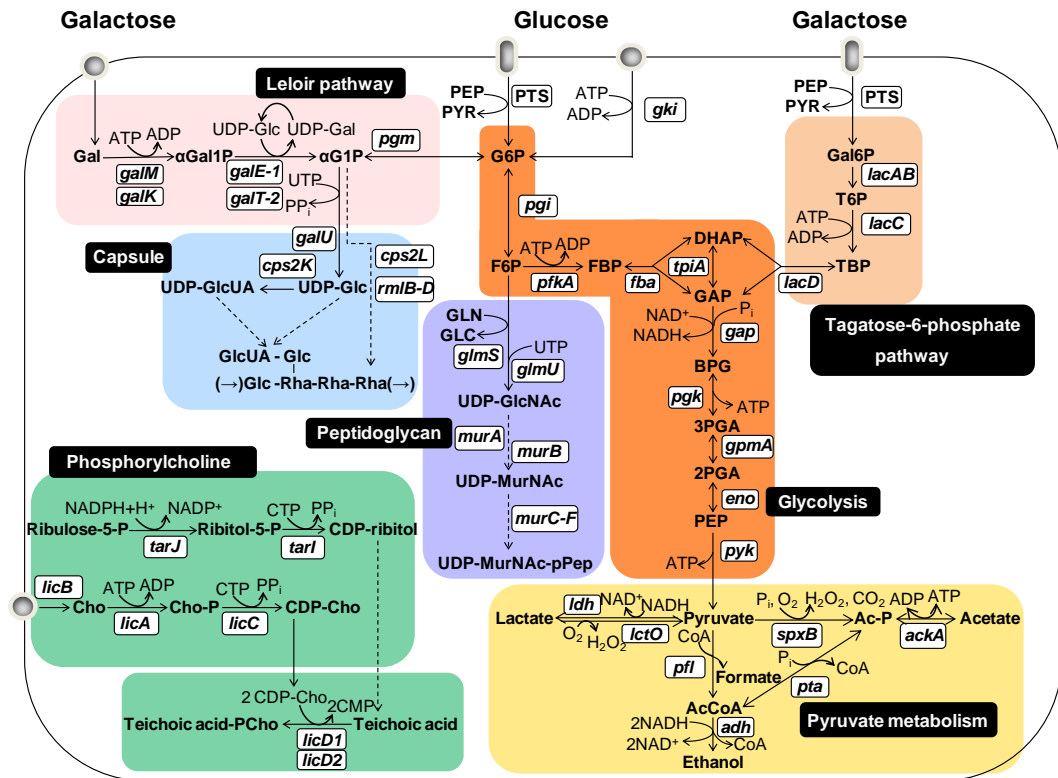 Galactose
Glucose
Galactose
Leloir pathway
PEP
PYR
PTS
ATP
ADP
gki
PEP
PYR
PTS
UDP-Glc
UDP-Gal
ATP
ADP
Gal
αGal1P
αG1P
pgm
G6P
galM
galK
galE-1
galT-2
UTP
PPi
Gal6P
lacAB
T6P
ATP
ADP
lacC
TBP
lacD
Tagatose-6-phosphate
pathway
pgi
galU
Capsule
cps2K
cps2L
rmlB-D
UDP-GlcUA
UDP-Glc
GlcUA - Glc
(→)Glc-Rha-Rha-Rha(→)
F6P
ATP
ADP
pfkA
FBP
fba
DHAP
tpiA
GAP
NAD+
NADH
Pi
gap
BPG
pgk
ATP
3PGA
gpmA
2PGA
eno
Glycolysis
PEP
ATP
pyk
GLN
GLC
glmS
UTP
glmU
UDP-GlcNAc
Peptidoglycan
murA
murB
UDP-MurNAc
murC-F
UDP-MurNAc-pPep
Phosphorylcholine
NADPH+H+
NADP+
CTP
PPi
Ribulose-5-P
Ribitol-5-P
CDP-ribitol
tarJ
tarI
licB
ATP
ADP
CTP
PPi
Cho
Cho-P
CDP-Cho
licA
licC
2 CDP-Cho
2CMP
Teichoic acid-PCho
Teichoic acid
licD1
licD2
ldh
NAD+
NADH
Lactate
Pyruvate
O2
H2O2
lctO
Pi, O2
H2O2, CO2
spxB
Ac-P
ADP
ATP
Acetate
ackA
CoA
pfl
Formate
Pi
CoA
pta
AcCoA
Pyruvate metabolism
2NADH
2NAD+
adh
CoA
Ethanol